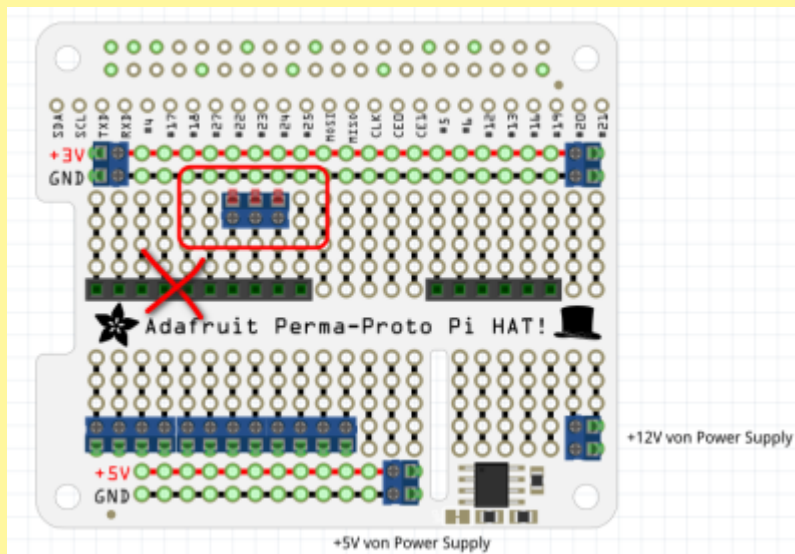 SDA SCL TXD RXD #4 #17 #18 #27 #22 #23 #24 #25 MOSI MISO CLK CE0 CE1 #5 #6 #12 #13 #16 #19 #20 #21
+3V
GND
Adafruit Perma-Proto Pi HAT!
+12V von Power Supply
+5V
GND
+5V von Power Supply